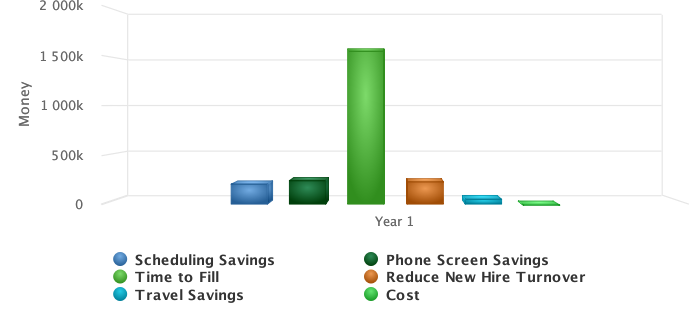 2 000k
1 500k
1 000k
500k
0
Money
Year 1
Scheduling Savings
Phone Screen Savings
Time to Fill
Reduce New Hire Turnover
Travel Savings
Cost